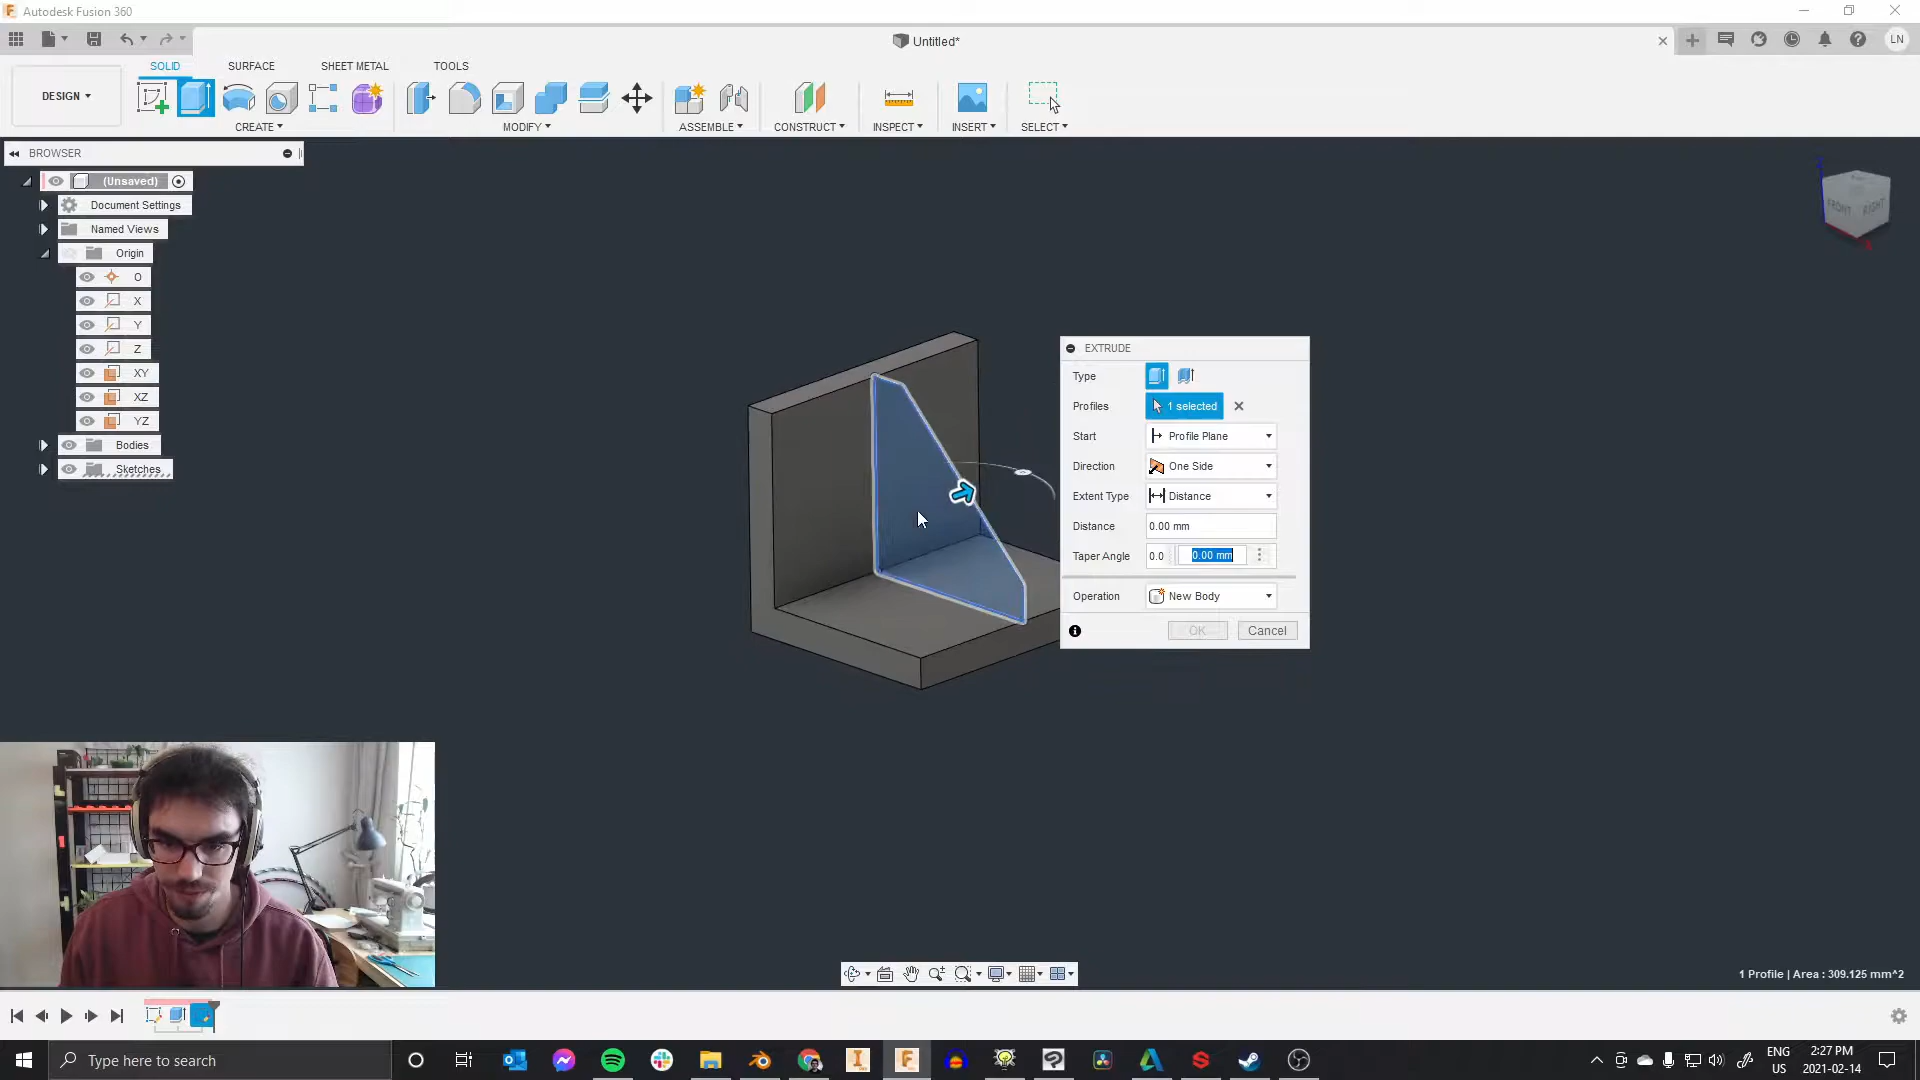 Autodesk Fusion 360
Untitled*
LN
DESIGN
SOLID
SURFACE
SHEET METAL
TOOLS
CREATE
MODIFY
ASSEMBLE
CONSTRUCT
INSPECT
INSERT
SELECT
BROWSER
(Unsaved)
Document Settings
Named Views
Origin
O
X
Y
Z
XY
XZ
YZ
Bodies
Sketches
Z
FRONT
RIGHT
X
EXTRUDE
Type
Profiles
1 selected
Start
Profile Plane
Direction
One Side
Extent Type
Distance
Distance
0.00 mm
Taper Angle
0.0
0.00 mm
Operation
New Body
OK
Cancel
1 Profile | Area : 309.125 mm^2
Type here to search
ENG
US
2:27 PM
2021-02-14